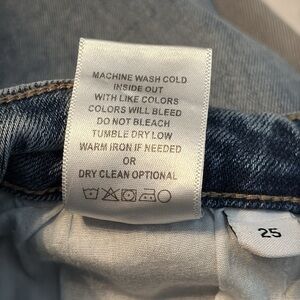 MACHINE WASH COLD
INSIDE OUT
WITH LIKE COLORS
COLORS WILL BLEED
DO NOT BLEACH
TUMBLE DRY LOW
WARM IRON IF NEEDED
OR
DRY CLEAN OPTIONAL
25